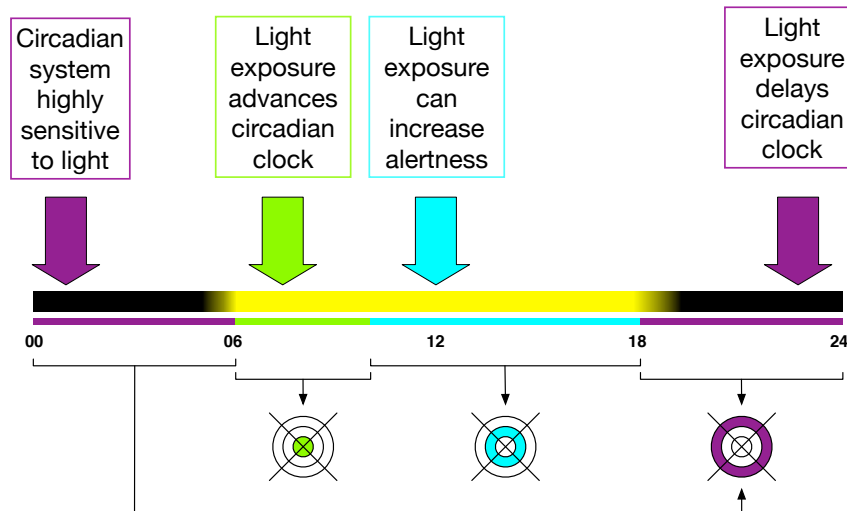 Circadian
system
highly
sensitive
to light
Light
exposure
advances
circadian
clock
Light
exposure
can
increase
alertness
Light
exposure
delays
circadian
clock
00
06
12
18
24